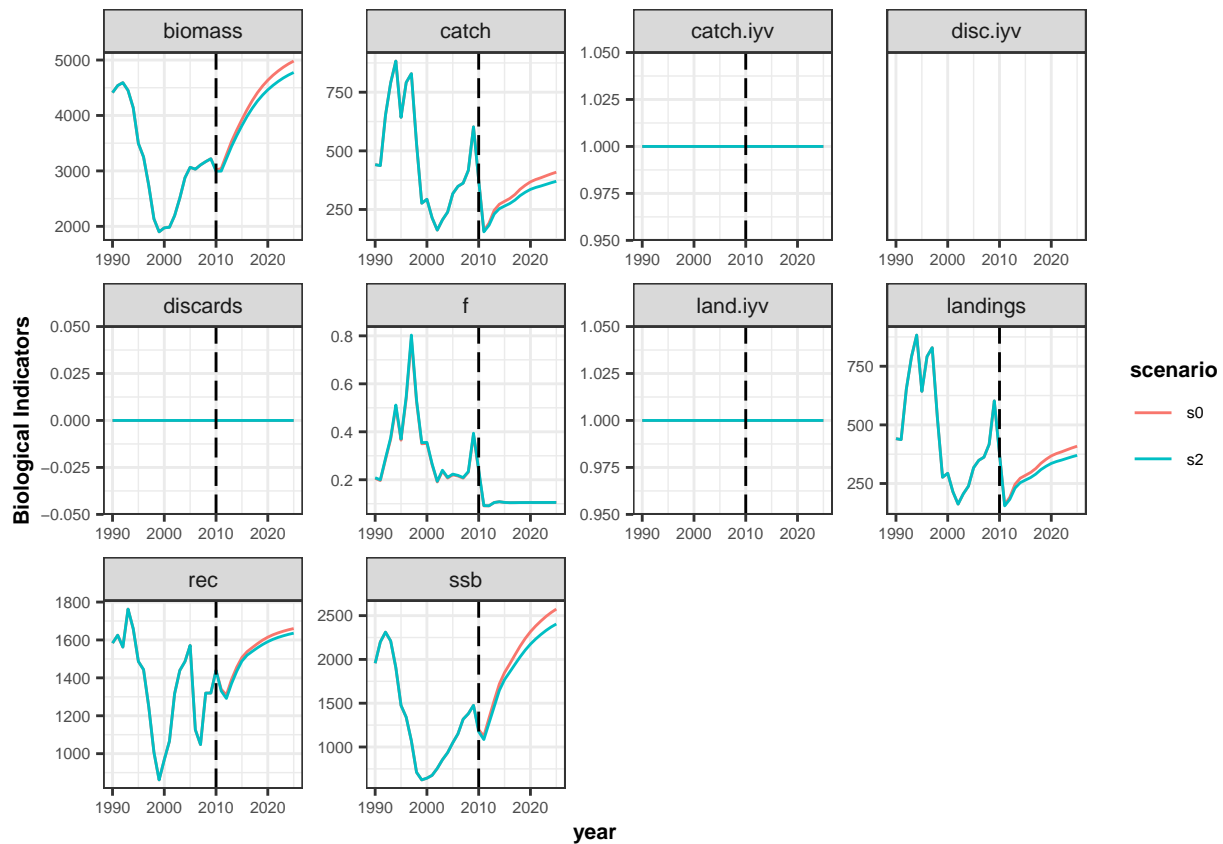 biomass catch catch.iyv disc.iyv
5000
4000
3000
2000
750
500
250
1.050
1.025
1.000
0.975
0.950
1990 2000 2010 2020
1990 2000 2010 2020
1990 2000 2010 2020
1990 2000 2010 2020
discards f land.iyv landings
0.050
0.025
0.000
−0.025
−0.050
0.8
0.6
0.4
0.2
1.050
1.025
1.000
0.975
0.950
750
500
250
1990 2000 2010 2020
1990 2000 2010 2020
1990 2000 2010 2020
1990 2000 2010 2020
rec ssb
1800
1600
1400
1200
1000
2500
2000
1500
1000
1990 2000 2010 2020
1990 2000 2010 2020
year
Biological Indicators
scenario
s0
s2